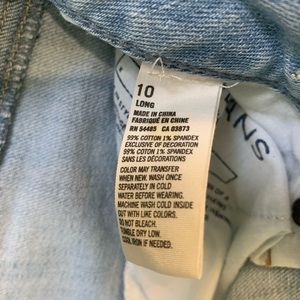 10
LONG
MADE IN CHINA
FABRIQUÉ EN CHINE
RN 54485 CA 03873
99% COTTON 1% SPANDEX
EXCLUSIVE OF DECORATION
99% COTON 1% SPANDEX
SANS LES DÉCORATIONS
COLOR MAY TRANSFER
WHEN NEW. WASH ONCE
SEPARATELY IN COLD
WATER BEFORE WEARING.
MACHINE WASH COLD INSIDE
OUT WITH LIKE COLORS.
DO NOT BLEACH.
TUMBLE DRY LOW.
COOL IRON IF NEEDED.